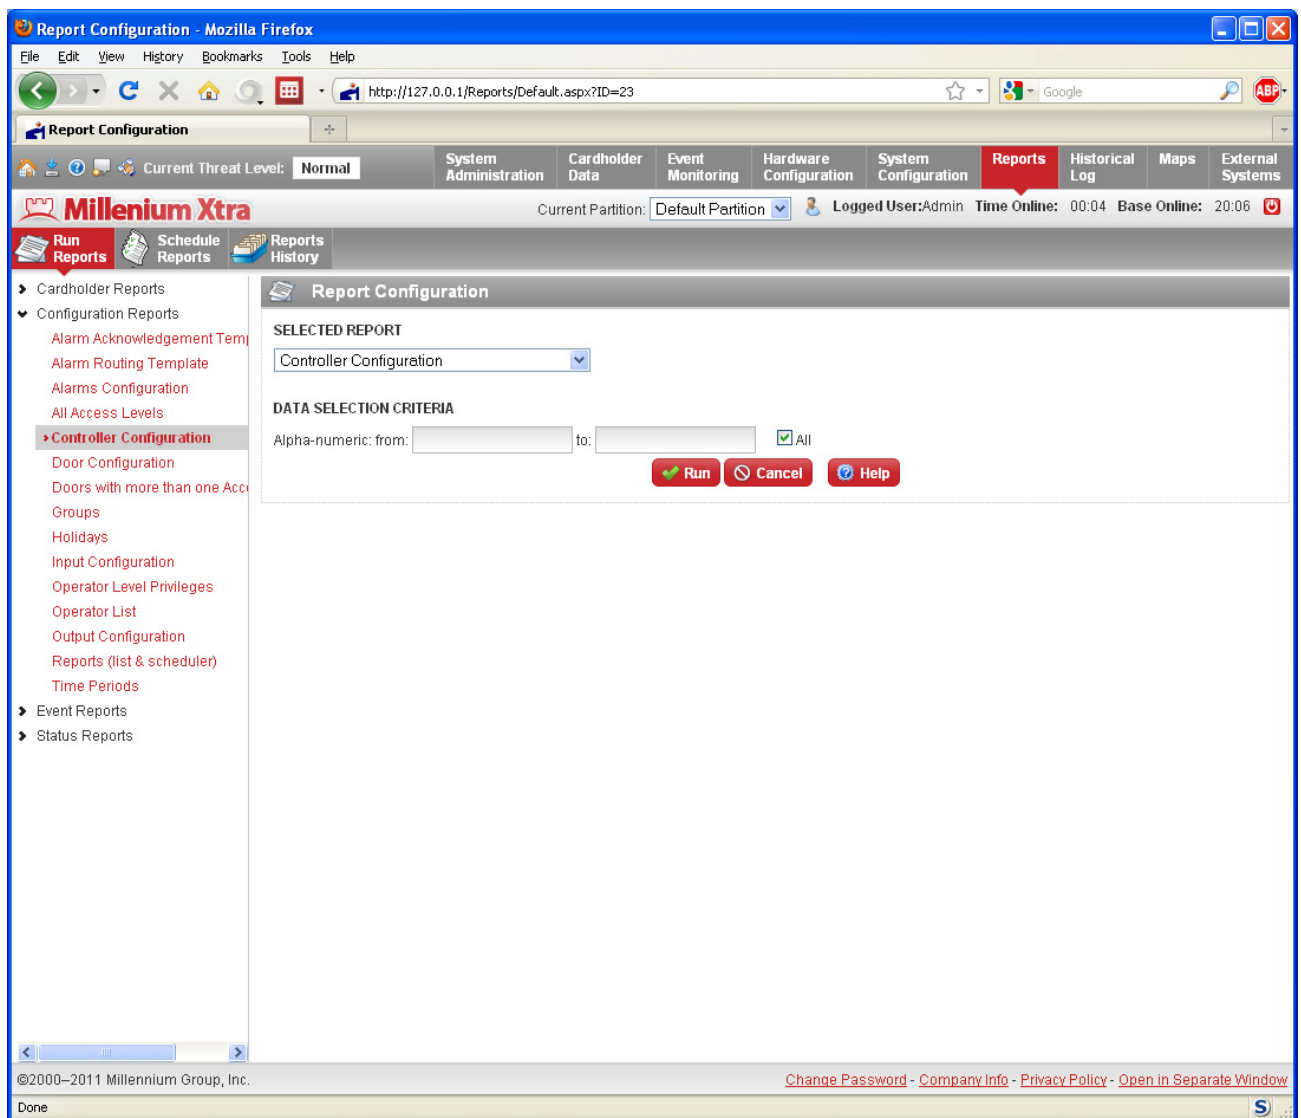 Report Configuration - Mozilla Firefox
File Edit View History Bookmarks Tools Help
http://127.0.0.1/Reports/Default.aspx?ID=23
Google
ABP
Report Configuration
Current Threat Level: Normal
System Administration
Cardholder Data
Event Monitoring
Hardware Configuration
System Configuration
Reports
Historical Log
Maps
External Systems
Millenium Xtra
Current Partition: Default Partition Logged User:Admin Time Online: 00:04 Base Online: 20:06
Run Reports
Schedule Reports
Reports History
Cardholder Reports
Configuration Reports
Alarm Acknowledgement Temp
Alarm Routing Template
Alarms Configuration
All Access Levels
Controller Configuration
Door Configuration
Doors with more than one Acc
Groups
Holidays
Input Configuration
Operator Level Privileges
Operator List
Output Configuration
Reports (list & scheduler)
Time Periods
Event Reports
Status Reports
Report Configuration
SELECTED REPORT
Controller Configuration
DATA SELECTION CRITERIA
Alpha-numeric: from: to: All
Run Cancel Help
©2000–2011 Millennium Group, Inc.
Change Password - Company Info - Privacy Policy - Open in Separate Window
Done
S